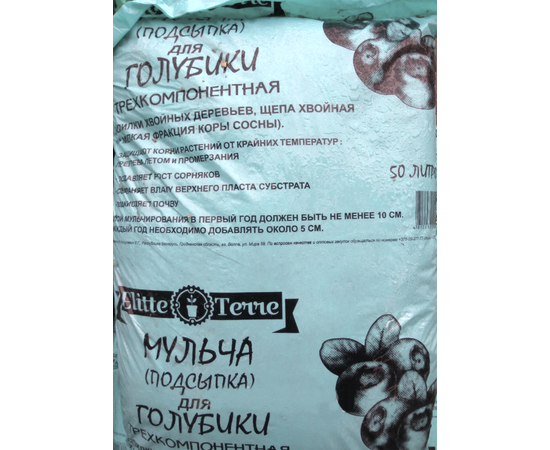 (ПОДСЫПКА)
для
ГОЛУБИКИ
ТРЕХКОМПОНЕНТНАЯ
ХВОЙНЫХ ДЕРЕВЬЕВ, ЩЕПА ХВОЙНАЯ
ФРАКЦИЯ КОРЫ СОСНЫ).
КОРНИ РАСТЕНИЙ ОТ КРАЙНИХ ТЕМПЕРАТУР:
ЛЕТОМ И ПРОМЕРЗАНИЯ
РОСТ СОРНЯКОВ
50 ЛИТРО
ВЛАГУ ВЕРХНЕГО ПЛАСТА СУБСТРАТА
ПОЧВУ
МУЛЬЧИРОВАНИЯ В ПЕРВЫЙ ГОД ДОЛЖЕН БЫТЬ НЕ МЕНЕЕ 10 СМ.
ГОД НЕОБХОДИМО ДОБАВЛЯТЬ ОКОЛО 5 СМ.
Elitte Terre
МУЛЬЧА
(ПОДСЫПКА)
для
ГОЛУБИКИ
ТРЕХКОМПОНЕНТНАЯ